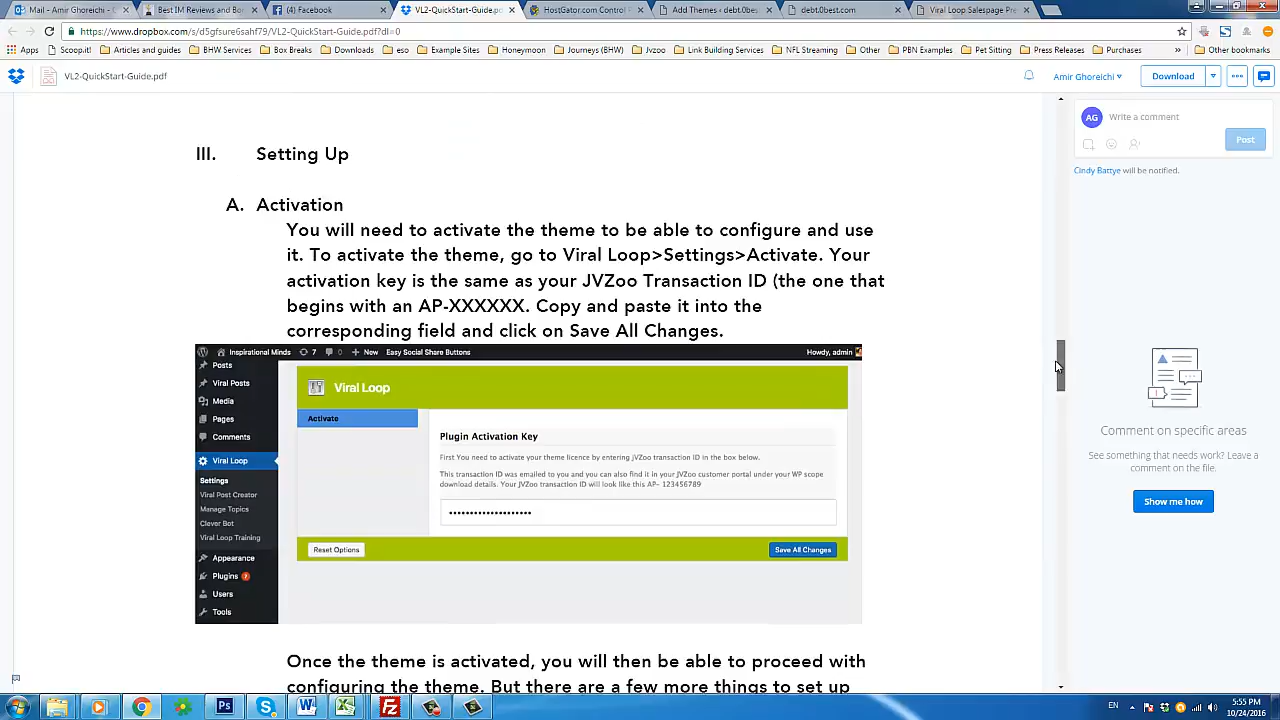 Mail - Amir Ghoreichi - O
Best IM Reviews and Bo
(4) Facebook
VL2-QuickStart-Guide.pd
HostGator.com Control P
Add Themes ‹ debt.0best
debt.0best.com
Viral Loop Salespage Pre
https://www.dropbox.com/s/d5gfsure6sahf79/VL2-QuickStart-Guide.pdf?dl=0
Apps
Scoop.it!
Articles and guides
(BHW)
Box Breaks
Downloads
eso
Example Sites
Honeymoon
Journeys (BHW)
Jvzoo
Link Building Services
NFL Streaming
Other
PBN Examples
Pet Sites
Press Releases
Purchases
»
Other bookmarks
VL2-QuickStart-Guide.pdf
Amir Ghoreichi
Download
III. Setting Up
A. Activation
You will need to activate the theme to be able to configure and use
it. To activate the theme, go to Viral Loop>Settings>Activate. Your
activation key is the same as your JVZoo Transaction ID (the one that
begins with an AP-XXXXXX. Copy and paste it into the
corresponding field and click on Save All Changes.
Inspirational Minds
7
0
+ New
Easy Social Share Buttons
Howdy, admin
Posts
Viral Posts
Media
Pages
Comments
Viral Loop
Settings
Viral Post Creator
Manage Topics
Clever Bot
Viral Loop Training
Appearance
Plugins
Users
Tools
Viral Loop
Activate
Plugin Activation Key
First You need to activate your theme licence by entering jVZoo transaction ID in the box below.
This transaction ID was emailed to you and you can also find it in your JVZoo customer portal under your WP scope
download details. Your JVZoo transaction ID will look like this AP- 123456789
Reset Options
Save All Changes
Once the theme is activated, you will then be able to proceed with
configuring the theme. But there are a few more things to set up
AG
Write a comment
Post
Cindy Battye will be notified.
Comment on specific areas
See something that needs work? Leave a
comment on the file.
Show me how
EN
5:55 PM
10/24/2016